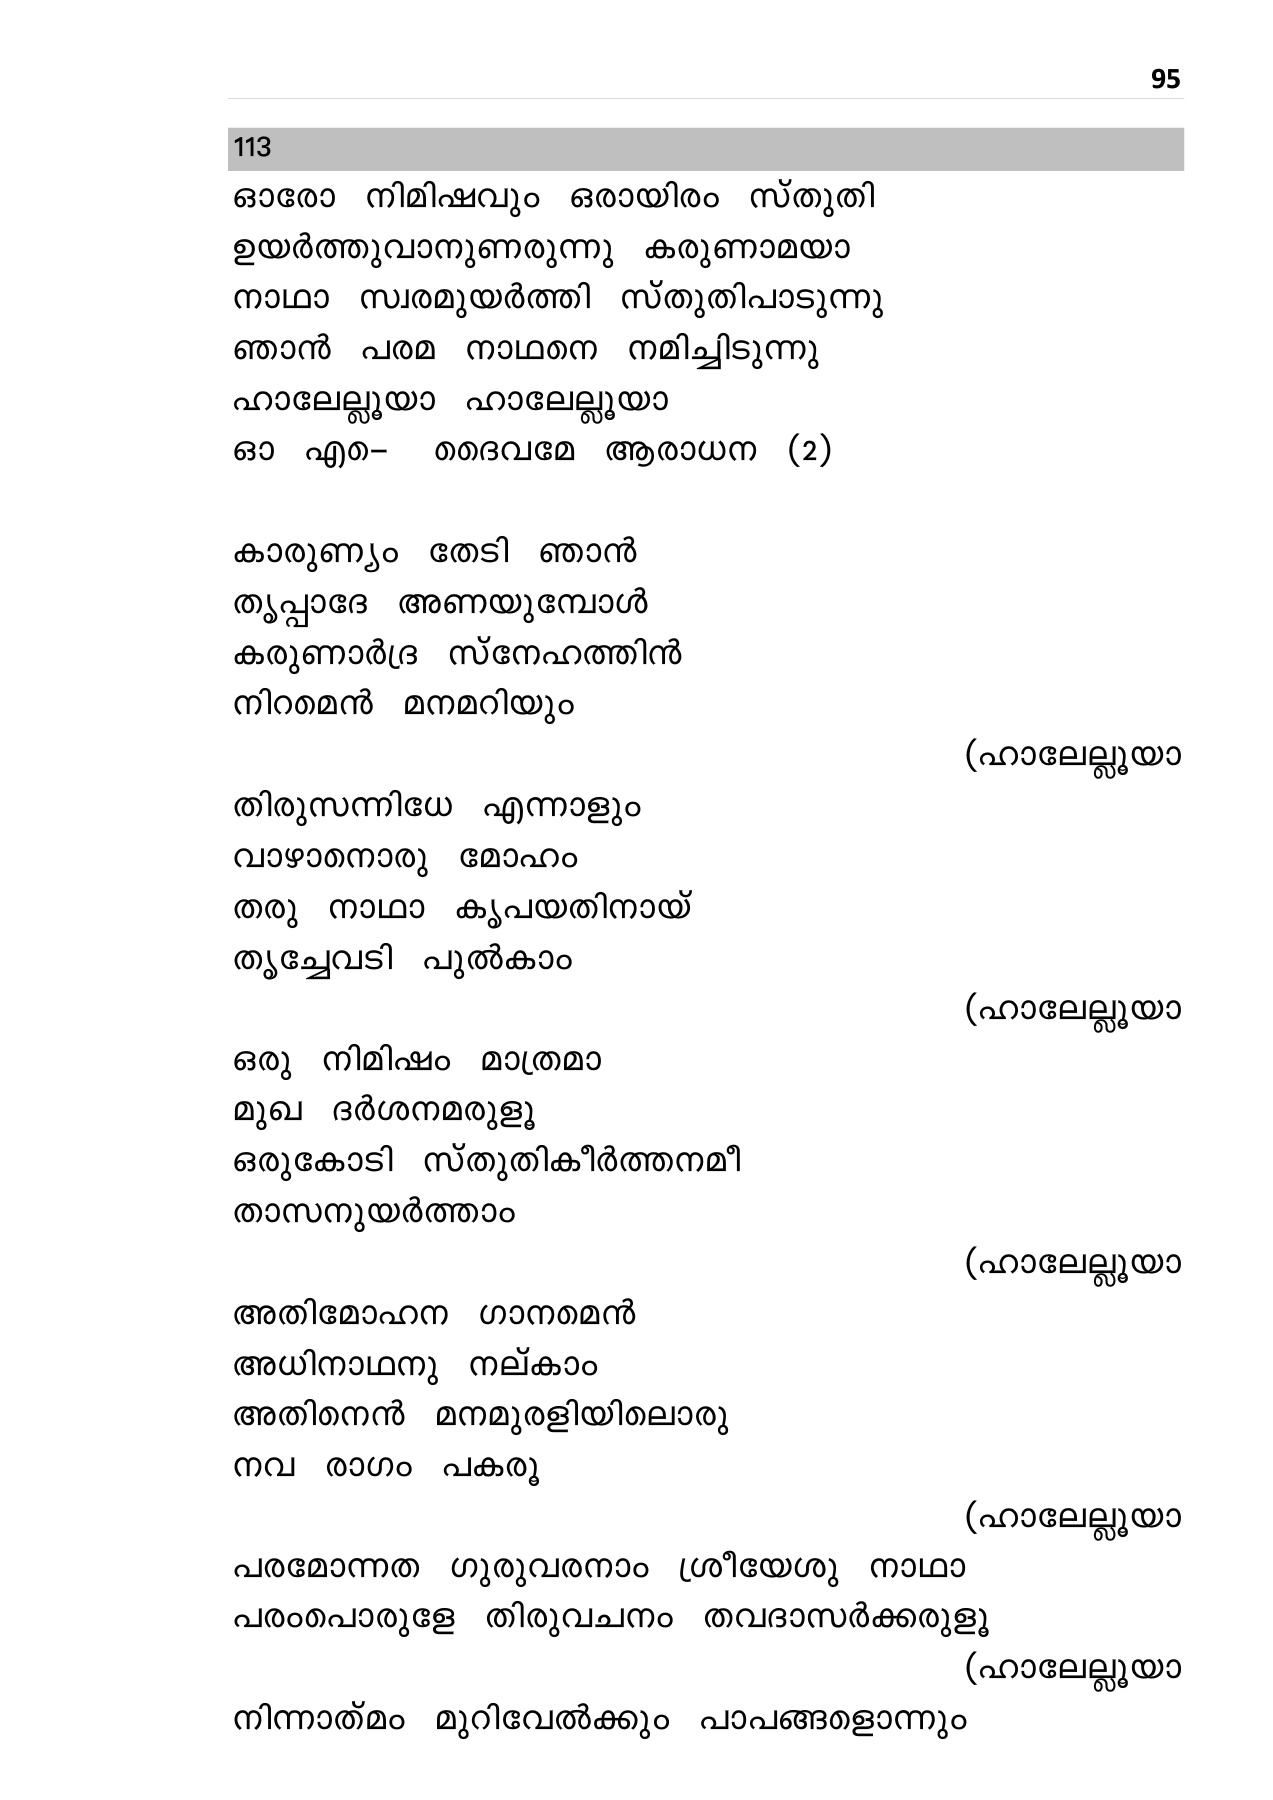 95
113
ഓരോ നിമിഷവും ഒരായിരം സ്തുതി
ഉയർത്തുവാനുണരുന്നു കരുണാമയാ
നാഥാ സ്വരമുയർത്തി സ്തുതിപാടുന്നു
ഞാൻ പരമ നാഥനെ നമിച്ചിടുന്നു
ഹാലേല്ലൂയാ ഹാലേല്ലൂയാ
ഓ എ​െ– ദൈവമേ ആരാധന (2)
കാരുണ്യം തേടി ഞാൻ
തൃപ്പാദേ അണയുമ്പോൾ
കരുണാർദ്ര സ്നേഹത്തിൻ
നിറമെൻ മനമറിയും
(ഹാലേല്ലൂയാ
തിരുസന്നിധേ എന്നാളും
വാഴാനൊരു മോഹം
തരു നാഥാ കൃപയതിനായ്
തൃച്ചേവടി പുൽകാം
(ഹാലേല്ലൂയാ
ഒരു നിമിഷം മാത്രമാ
മുഖ ദർശനമരുളൂ
ഒരുകോടി സ്തുതികീർത്തനമീ
താസനുയർത്താം
(ഹാലേല്ലൂയാ
അതിമോഹന ഗാനമെൻ
അധിനാഥനു നല്കാം
അതിനെൻ മനമുരളിയിലൊരു
നവ രാഗം പകരൂ
(ഹാലേല്ലൂയാ
പരമോന്നത ഗുരുവരനാം ശ്രീയേശു നാഥാ
പരംപൊരുളേ തിരുവചനം തവദാസർക്കരുളൂ
(ഹാലേല്ലൂയാ
നിന്നാത്മം മുറിവേൽക്കും പാപങ്ങളൊന്നും